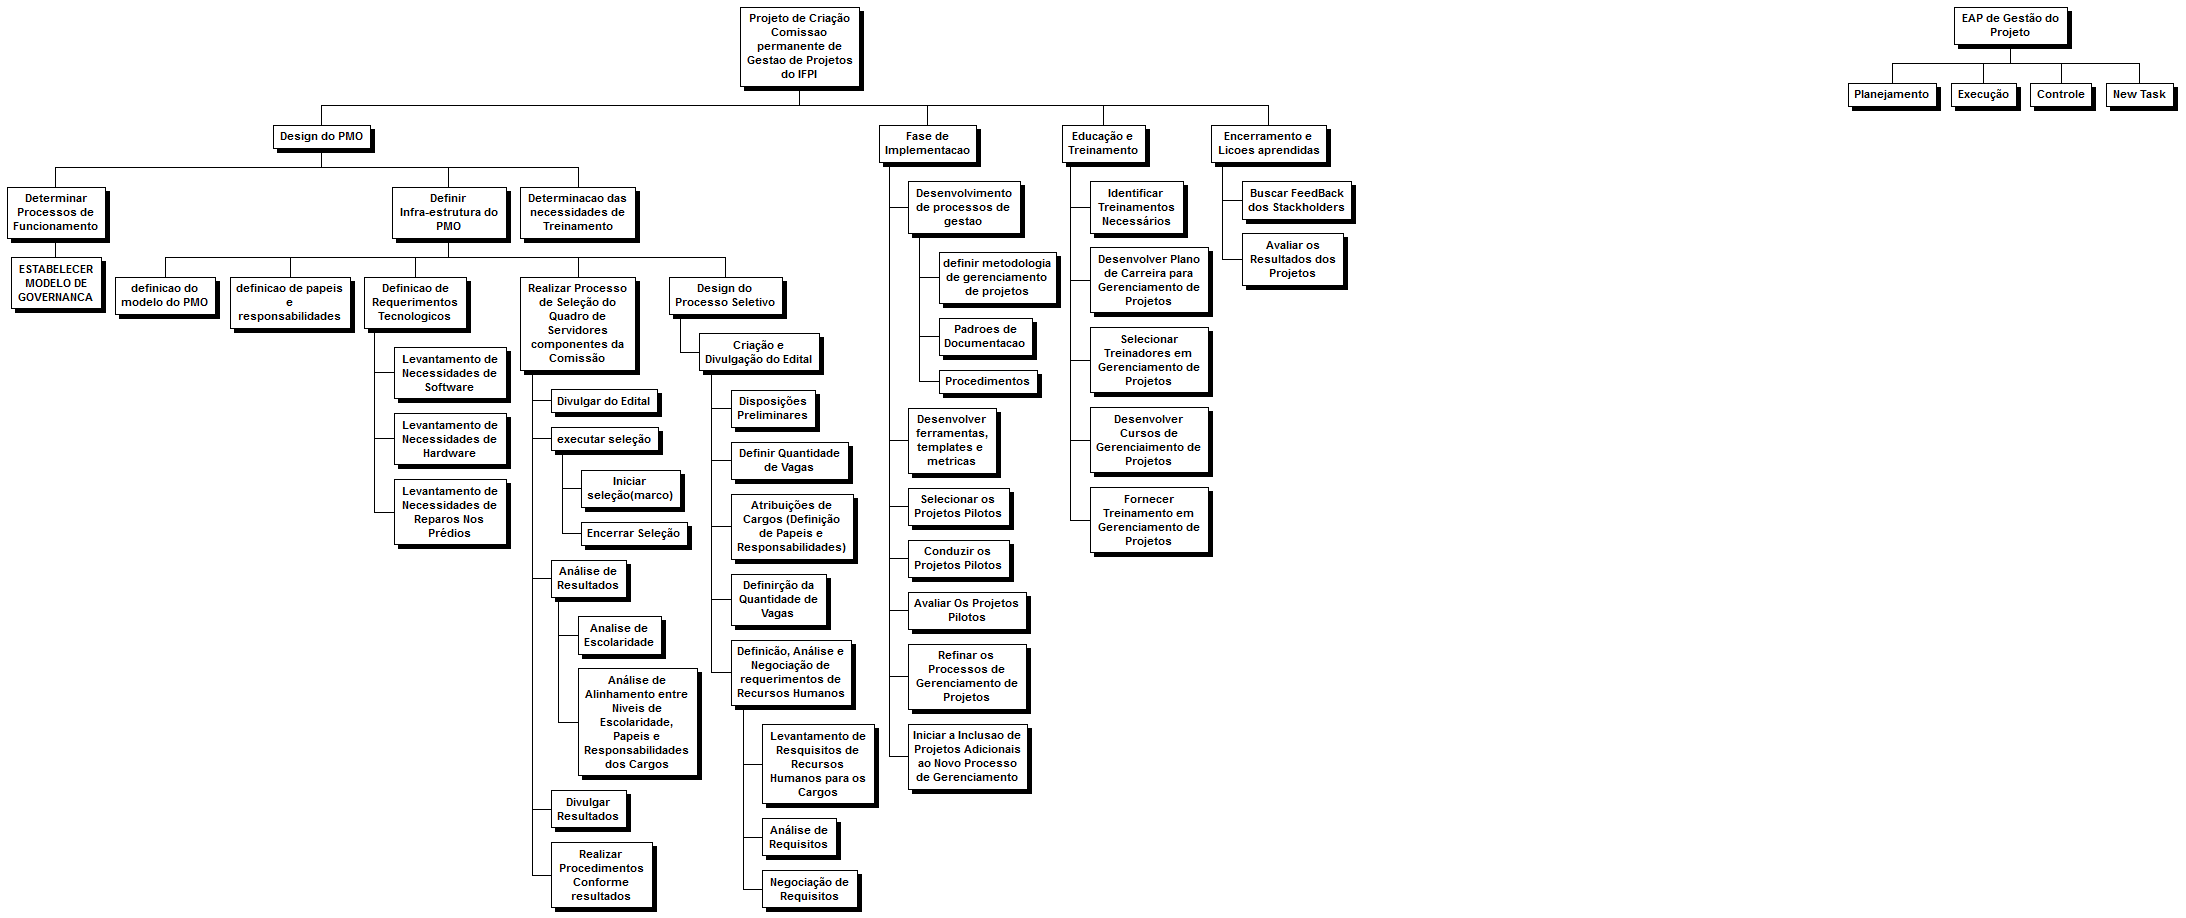 Projeto de Criação
Comissao
permanente de
Gestao de Projetos
do IFPI
EAP de Gestão do
Projeto
Planejamento
Execução
Controle
New Task
Design do PMO
Fase de
Implementacao
Educação e
Treinamento
Encerramento e
Licoes aprendidas
Determinar
Processos de
Funcionamento
Definir
Infra-estrutura do
PMO
Determinacao das
necessidades de
Treinamento
ESTABELECER
MODELO DE
GOVERNANCA
definicao do
modelo do PMO
definicao de papeis
e
responsabilidades
Definicao de
Requerimentos
Tecnologicos
Levantamento de
Necessidades de
Software
Levantamento de
Necessidades de
Hardware
Levantamento de
Necessidades de
Reparos Nos
Prédios
Realizar Processo
de Seleção do
Quadro de
Servidores
componentes da
Comissão
Divulgar do Edital
executar seleção
Iniciar
seleção(marco)
Encerrar Seleção
Análise de
Resultados
Analise de
Escolaridade
Análise de
Alinhamento entre
Niveis de
Escolaridade,
Papeis e
Responsabilidades
dos Cargos
Divulgar
Resultados
Realizar
Procedimentos
Conforme
resultados
Design do
Processo Seletivo
Criação e
Divulgação do Edital
Disposições
Preliminares
Definir Quantidade
de Vagas
Atribuições de
Cargos (Definição
de Papeis e
Responsabilidades)
Definirção da
Quantidade de
Vagas
Definicão, Análise e
Negociação de
requerimentos de
Recursos Humanos
Levantamento de
Resquisitos de
Recursos
Humanos para os
Cargos
Análise de
Requisitos
Negociação de
Requisitos
Desenvolvimento
de processos de
gestao
definir metodologia
de gerenciamento
de projetos
Padroes de
Documentacao
Procedimentos
Desenvolver
ferramentas,
templates e
metricas
Selecionar os
Projetos Pilotos
Conduzir os
Projetos Pilotos
Avaliar Os Projetos
Pilotos
Refinar os
Processos de
Gerenciamento de
Projetos
Iniciar a Inclusao de
Projetos Adicionais
ao Novo Processo
de Gerenciamento
Identificar
Treinamentos
Necessários
Desenvolver Plano
de Carreira para
Gerenciamento de
Projetos
Selecionar
Treinadores em
Gerenciamento de
Projetos
Desenvolver
Cursos de
Gerenciaimento de
Projetos
Fornecer
Treinamento em
Gerenciamento de
Projetos
Buscar FeedBack
dos Stackholders
Avaliar os
Resultados dos
Projetos